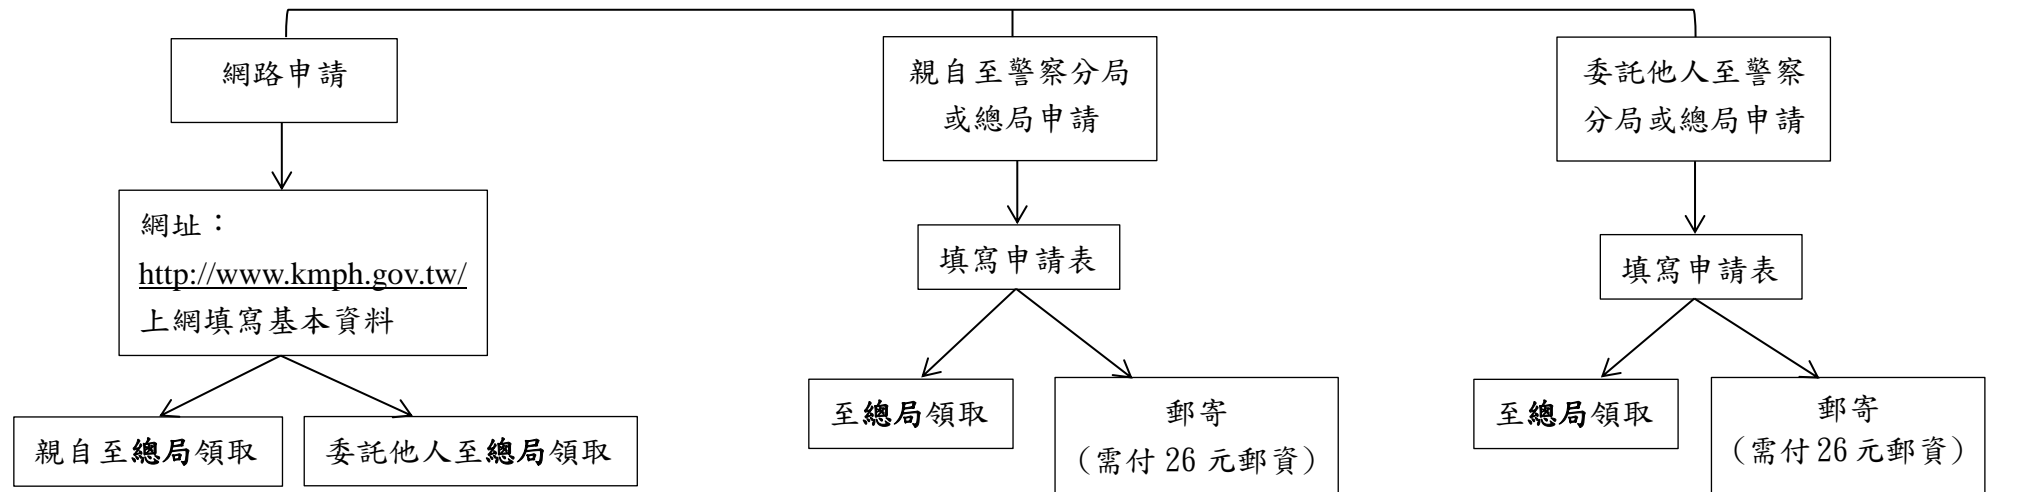 網路申請
網址：
http://www.kmph.gov.tw/
上網填寫基本資料
親自至總局領取
委託他人至總局領取
親自至警察分局
或總局申請
填寫申請表
至總局領取
郵寄
（需付 26 元郵資）
委託他人至警察
分局或總局申請
填寫申請表
至總局領取
郵寄
（需付 26 元郵資）